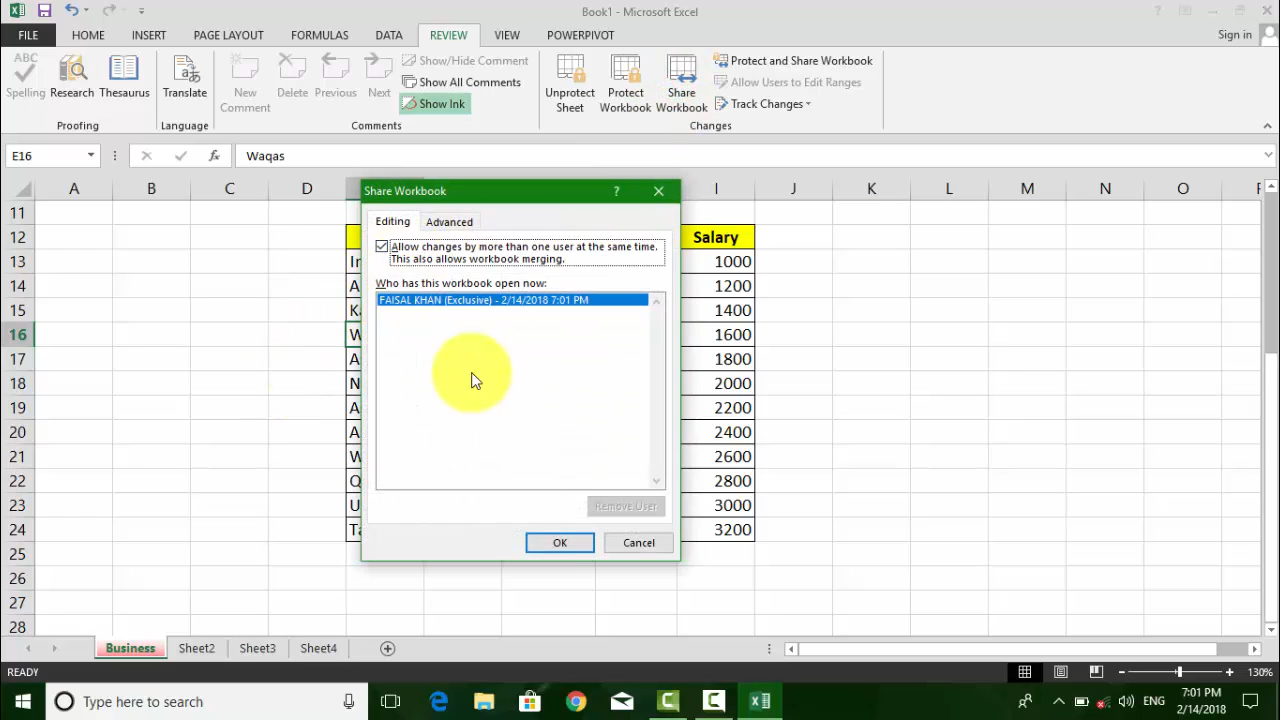 Book1 - Microsoft Excel
FILE HOME INSERT PAGE LAYOUT FORMULAS DATA REVIEW VIEW POWERPIVOT Sign in
ABC
Spelling
Research
Thesaurus
Translate
New
Comment
Delete
Previous
Next
Show/Hide Comment
Show All Comments
Show Ink
Unprotect
Sheet
Protect
Workbook
Share
Workbook
Protect and Share Workbook
Allow Users to Edit Ranges
Track Changes
Proofing Language Comments Changes
E16 fx Waqas
A B C D I J K L M N O
Share Workbook ?
Editing Advanced
Allow changes by more than one user at the same time.
This also allows workbook merging.
Who has this workbook open now:
FAISAL KHAN (Exclusive) - 2/14/2018 7:01 PM
Remove User
OK Cancel
11
12 Salary
13 1000
14 1200
15 1400
16 1600
17 1800
18 2000
19 2200
20 2400
21 2600
22 2800
23 3000
24 3200
25
26
27
28
Business Sheet2 Sheet3 Sheet4
READY 130%
Type here to search
ENG
7:01 PM
2/14/2018